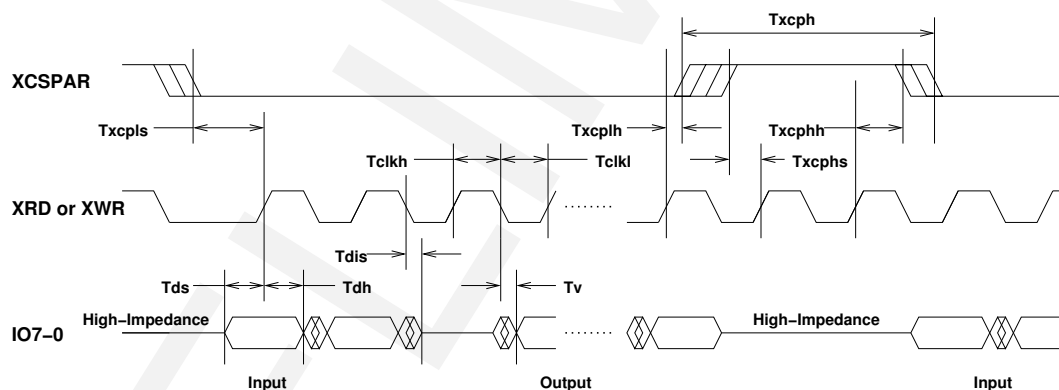 Txcph
XCSPAR
Txcpls
Txcplh
Txcphh
Tclkh
Tclkl
Txcphs
XRD or XWR
Tdis
Tds
Tdh
Tv
High−Impedance
High−Impedance
IO7−0
Input
Output
Input